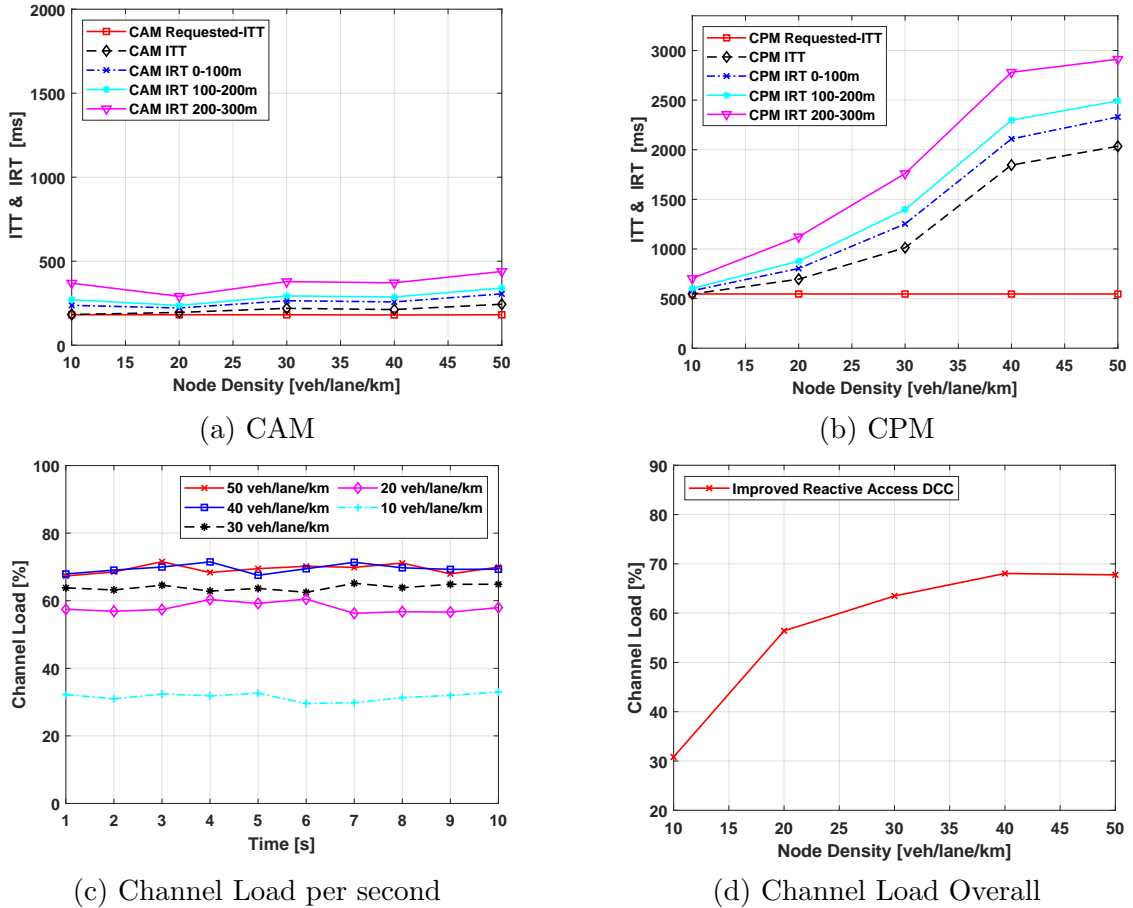 2000
1500
1000
500
0
ITT & IRT [ms]
CAM Requested-ITT
CAM ITT
CAM IRT 0-100m
CAM IRT 100-200m
CAM IRT 200-300m
10 15 20 25 30 35 40 45 50
Node Density [veh/lane/km]
(a) CAM
3000
2500
2000
1500
1000
500
0
ITT & IRT [ms]
CPM Requested-ITT
CPM ITT
CPM IRT 0-100m
CPM IRT 100-200m
CPM IRT 200-300m
10 15 20 25 30 35 40 45 50
Node Density [veh/lane/km]
(b) CPM
100
80
60
40
20
0
Channel Load [%]
50 veh/lane/km 20 veh/lane/km
40 veh/lane/km 10 veh/lane/km
30 veh/lane/km
1 2 3 4 5 6 7 8 9 10
Time [s]
(c) Channel Load per second
90
80
70
60
50
40
30
20
Channel Load [%]
Improved Reactive Access DCC
10 15 20 25 30 35 40 45 50
Node Density [veh/lane/km]
(d) Channel Load Overall